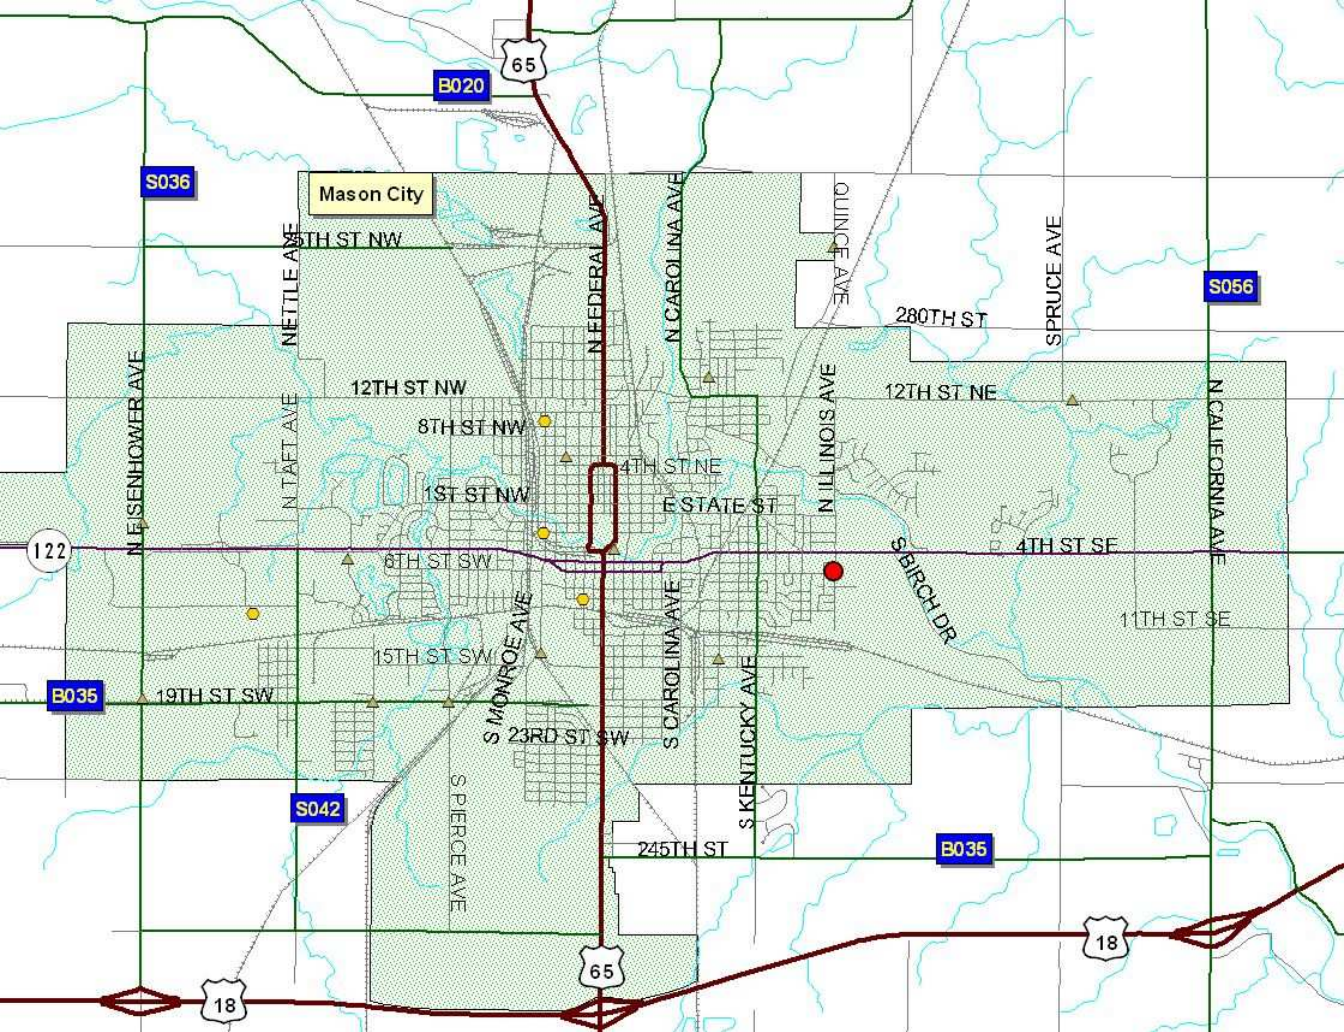 65
B020
S036
Mason City
QUINCE AVE
N CAROLINA AVE
N FEDERAL AVE
NETTLE AVE
5TH ST NW
SPRUCE AVE
S056
280TH ST
N EISENHOWER AVE
12TH ST NW
12TH ST NE
N ILLINOIS AVE
N CALIFORNIA AVE
N TAFT AVE
8TH ST NW
4TH ST NE
1ST ST NW
E STATE ST
122
6TH ST SW
4TH ST SE
S BIRCH DR
S MONROE AVE
S CAROLINA AVE
11TH ST SE
15TH ST SW
B035
19TH ST SW
S KENTUCKY AVE
23RD ST SW
S PIERCE AVE
S042
245TH ST
B035
18
65
18